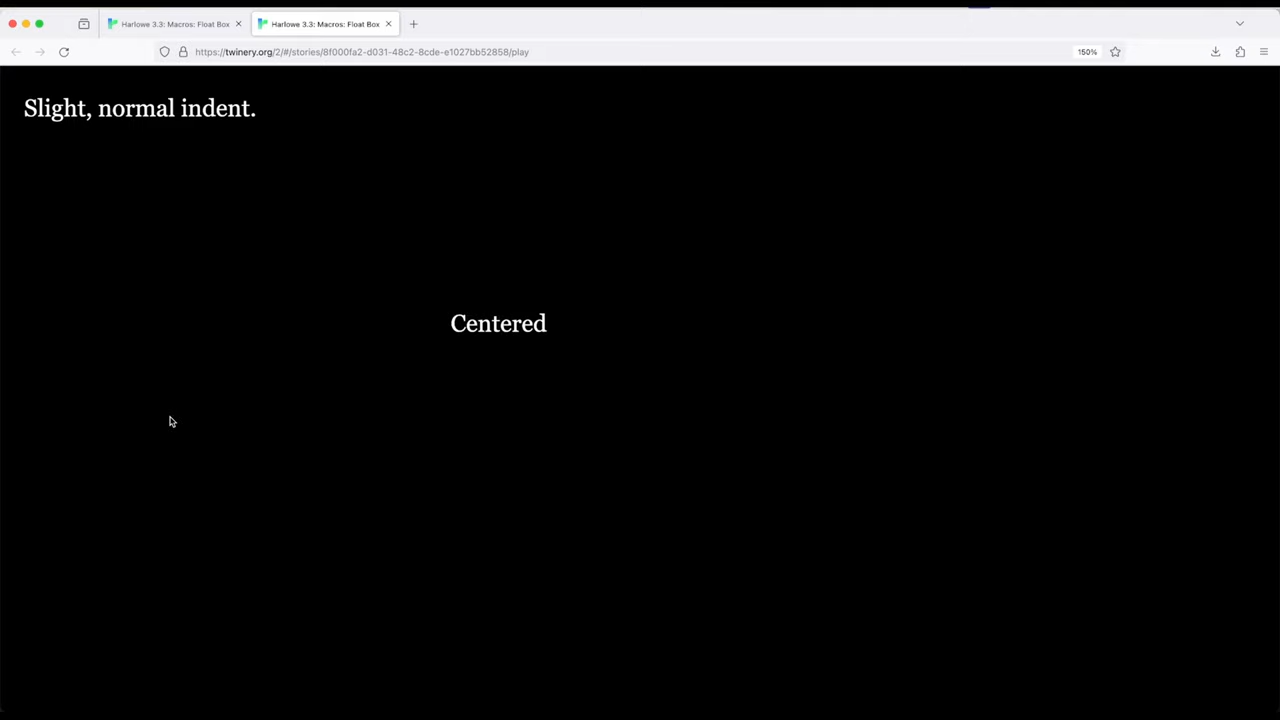 Harlowe 3.3: Macros: Float Box
Harlowe 3.3: Macros: Float Box
https://twinery.org/2/#/stories/8f000fa2-d031-48c2-8cde-e1027bb52858/play
150%
Slight, normal indent.
Centered